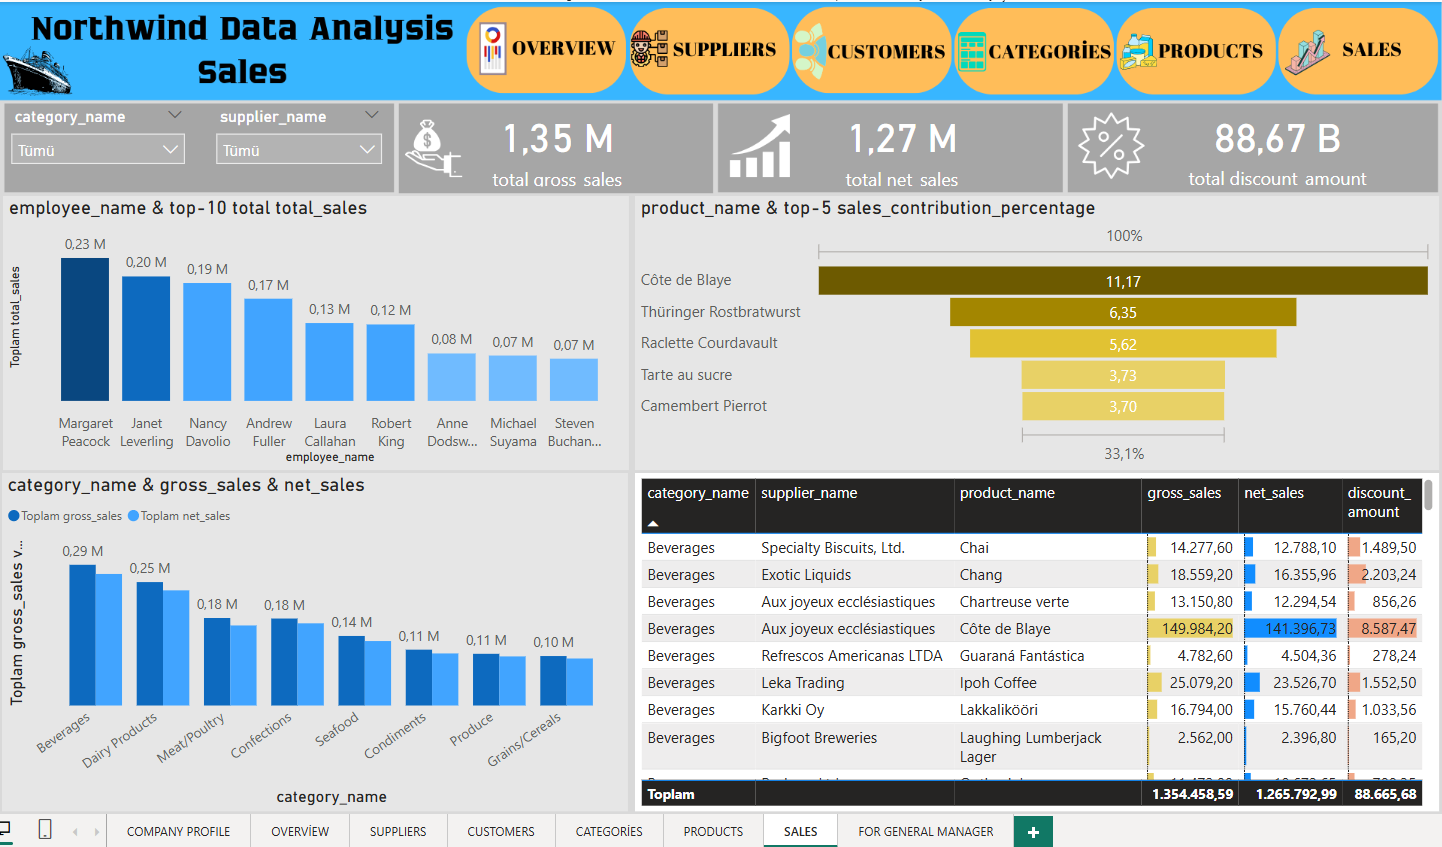 Northwind Data Analysis
Sales
OVERVIEW
SUPPLIERS
CUSTOMERS
CATEGORİES
PRODUCTS
SALES
category_name
Tümü
supplier_name
Tümü
1,35 M
total gross sales
1,27 M
total net sales
88,67 B
total discount amount
employee_name & top-10 total total_sales
Toplam total_sales
0,23 M
0,20 M
0,19 M
0,17 M
0,13 M
0,12 M
0,08 M
0,07 M
0,07 M
Margaret Peacock
Janet Leverling
Nancy Davolio
Andrew Fuller
Laura Callahan
Robert King
Anne Dodsw...
Michael Suyama
Steven Buchan...
employee_name
product_name & top-5 sales_contribution_percentage
100%
Côte de Blaye 11,17
Thüringer Rostbratwurst 6,35
Raclette Courdavault 5,62
Tarte au sucre 3,73
Camembert Pierrot 3,70
33,1%
category_name & gross_sales & net_sales
Toplam gross_sales Toplam net_sales
Toplam gross_sales v...
0,29 M
0,25 M
0,18 M
0,18 M
0,14 M
0,11 M
0,11 M
0,10 M
Beverages
Dairy Products
Meat/Poultry
Confections
Seafood
Condiments
Produce
Grains/Cereals
category_name
category_name supplier_name product_name gross_sales net_sales discount_amount
Beverages Specialty Biscuits, Ltd. Chai 14.277,60 12.788,10 1.489,50
Beverages Exotic Liquids Chang 18.559,20 16.355,96 2.203,24
Beverages Aux joyeux ecclésiastiques Chartreuse verte 13.150,80 12.294,54 856,26
Beverages Aux joyeux ecclésiastiques Côte de Blaye 149.984,20 141.396,73 8.587,47
Beverages Refrescos Americanas LTDA Guaraná Fantástica 4.782,60 4.504,36 278,24
Beverages Leka Trading Ipoh Coffee 25.079,20 23.526,70 1.552,50
Beverages Karkki Oy Lakkalikööri 16.794,00 15.760,44 1.033,56
Beverages Bigfoot Breweries Laughing Lumberjack Lager 2.562,00 2.396,80 165,20
Toplam 1.354.458,59 1.265.792,99 88.665,68
COMPANY PROFILE
OVERVİEW
SUPPLIERS
CUSTOMERS
CATEGORİES
PRODUCTS
SALES
FOR GENERAL MANAGER
+